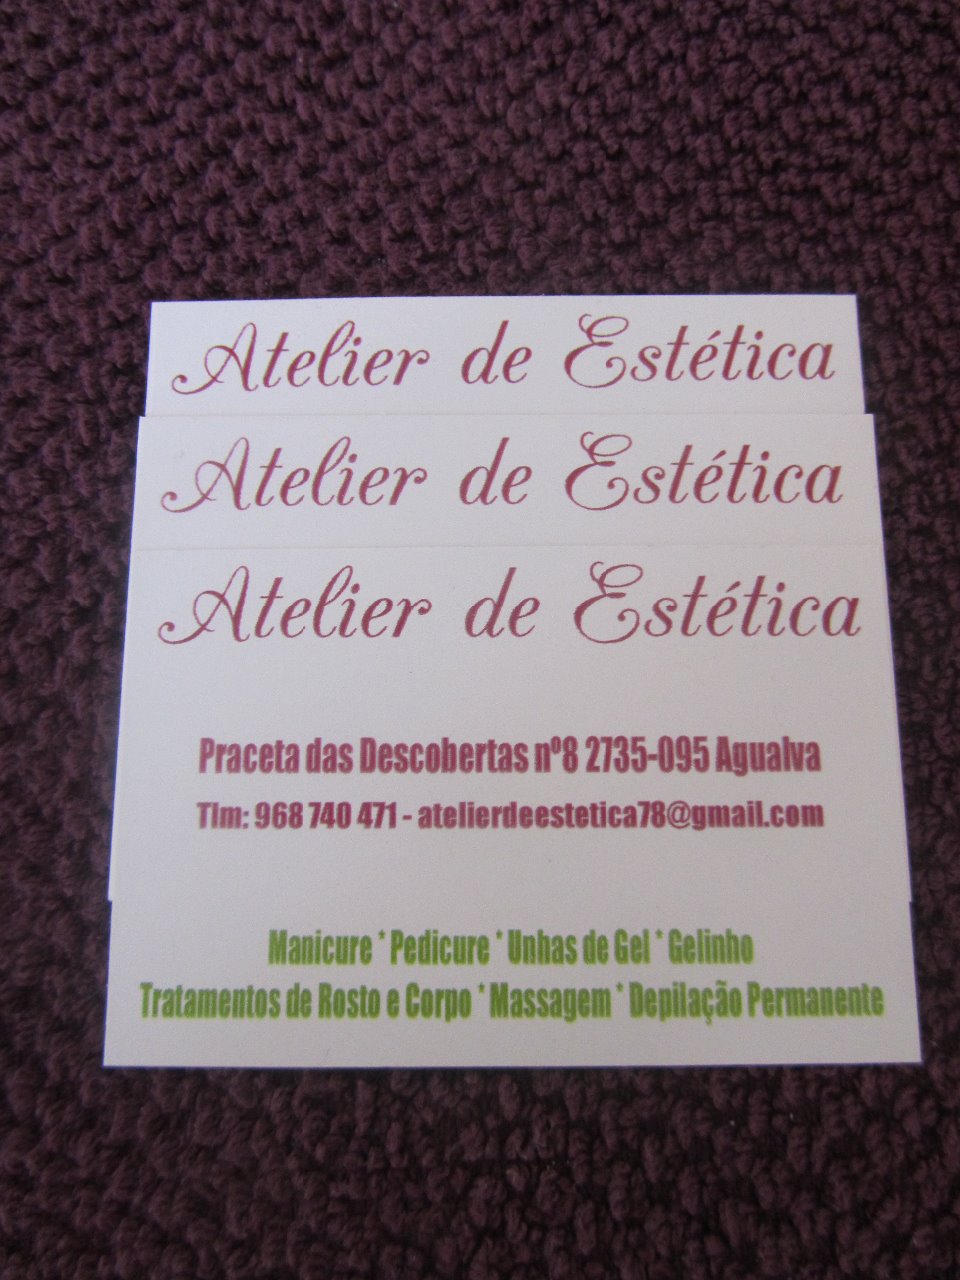 Atelier de Estética
Atelier de Estética
Atelier de Estética
Praceta das Descobertas nº8 2735-095 Agualva
Tlm: 968 740 471 - atelierdeestetica78@gmail.com
Manicure * Pedicure * Unhas de Gel * Gelinho
Tratamentos de Rosto e Corpo * Massagem * Depilação Permanente